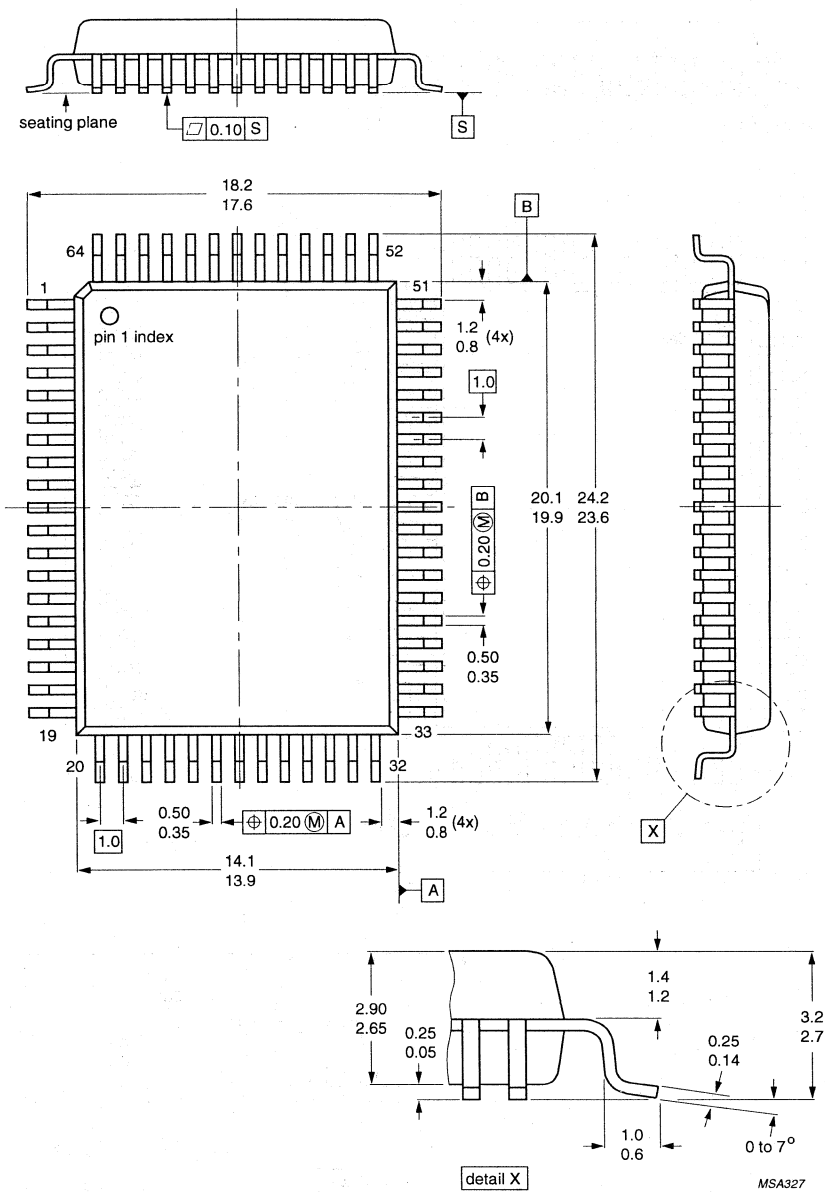 seating plane
0.10 S
S
18.2
17.6
B
64
52
1
51
pin 1 index
1.2
0.8 (4x)
1.0
20.1
19.9
24.2
23.6
0.20 M B
0.50
0.35
19
33
20
32
1.0
0.50
0.35
0.20 M A
1.2
0.8 (4x)
X
14.1
13.9
A
2.90
2.65
0.25
0.05
1.4
1.2
3.2
2.7
0.25
0.14
1.0
0.6
0 to 7°
detail X
MSA327